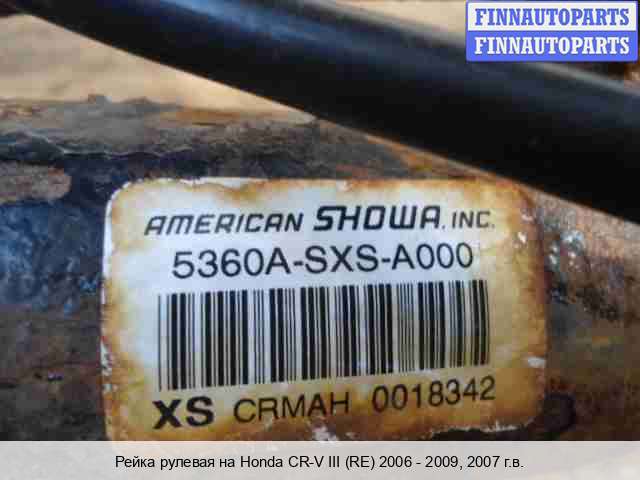 FINNAUTOPARTS
FINNAUTOPARTS
AMERICAN SHOWA, INC.
5360A-SXS-A000
XS CRMAH 0018342
Рейка рулевая на Honda CR-V III (RE) 2006 - 2009, 2007 г.в.